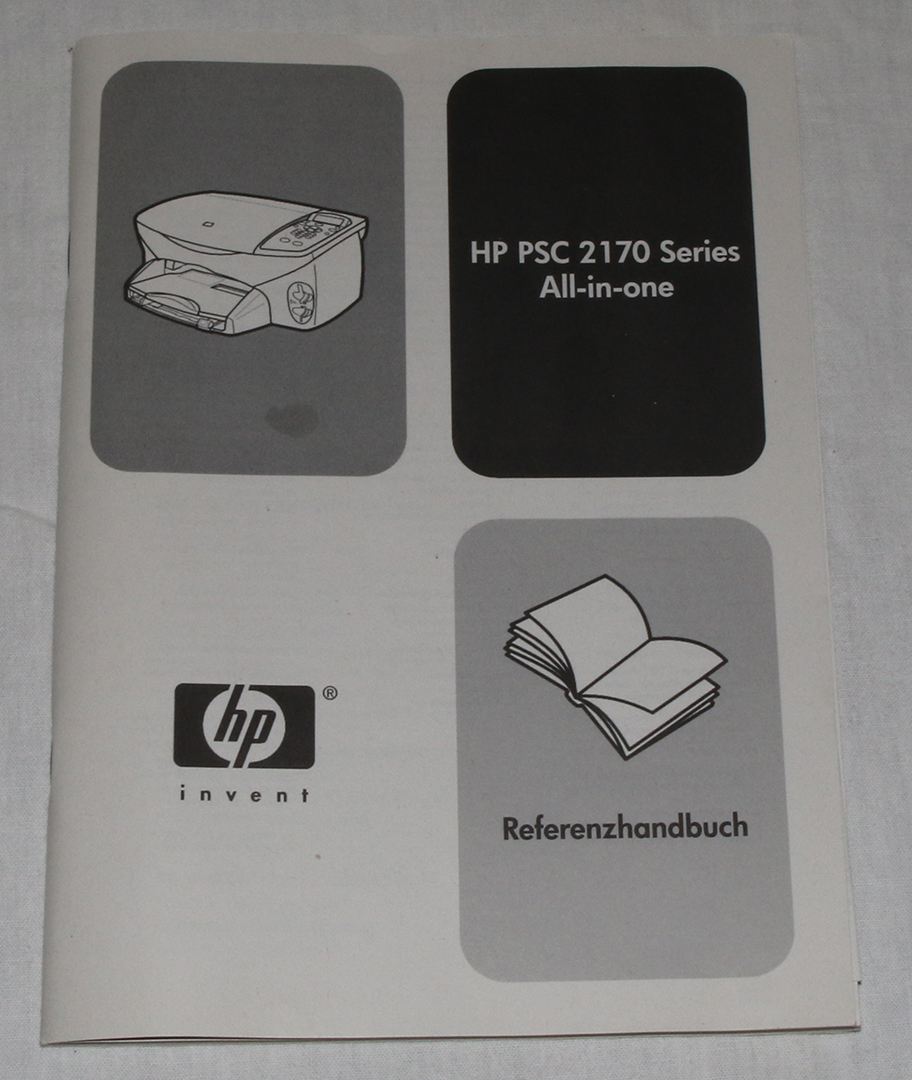 HP PSC 2170 Series
All-in-one
hp
®
invent
Referenzhandbuch